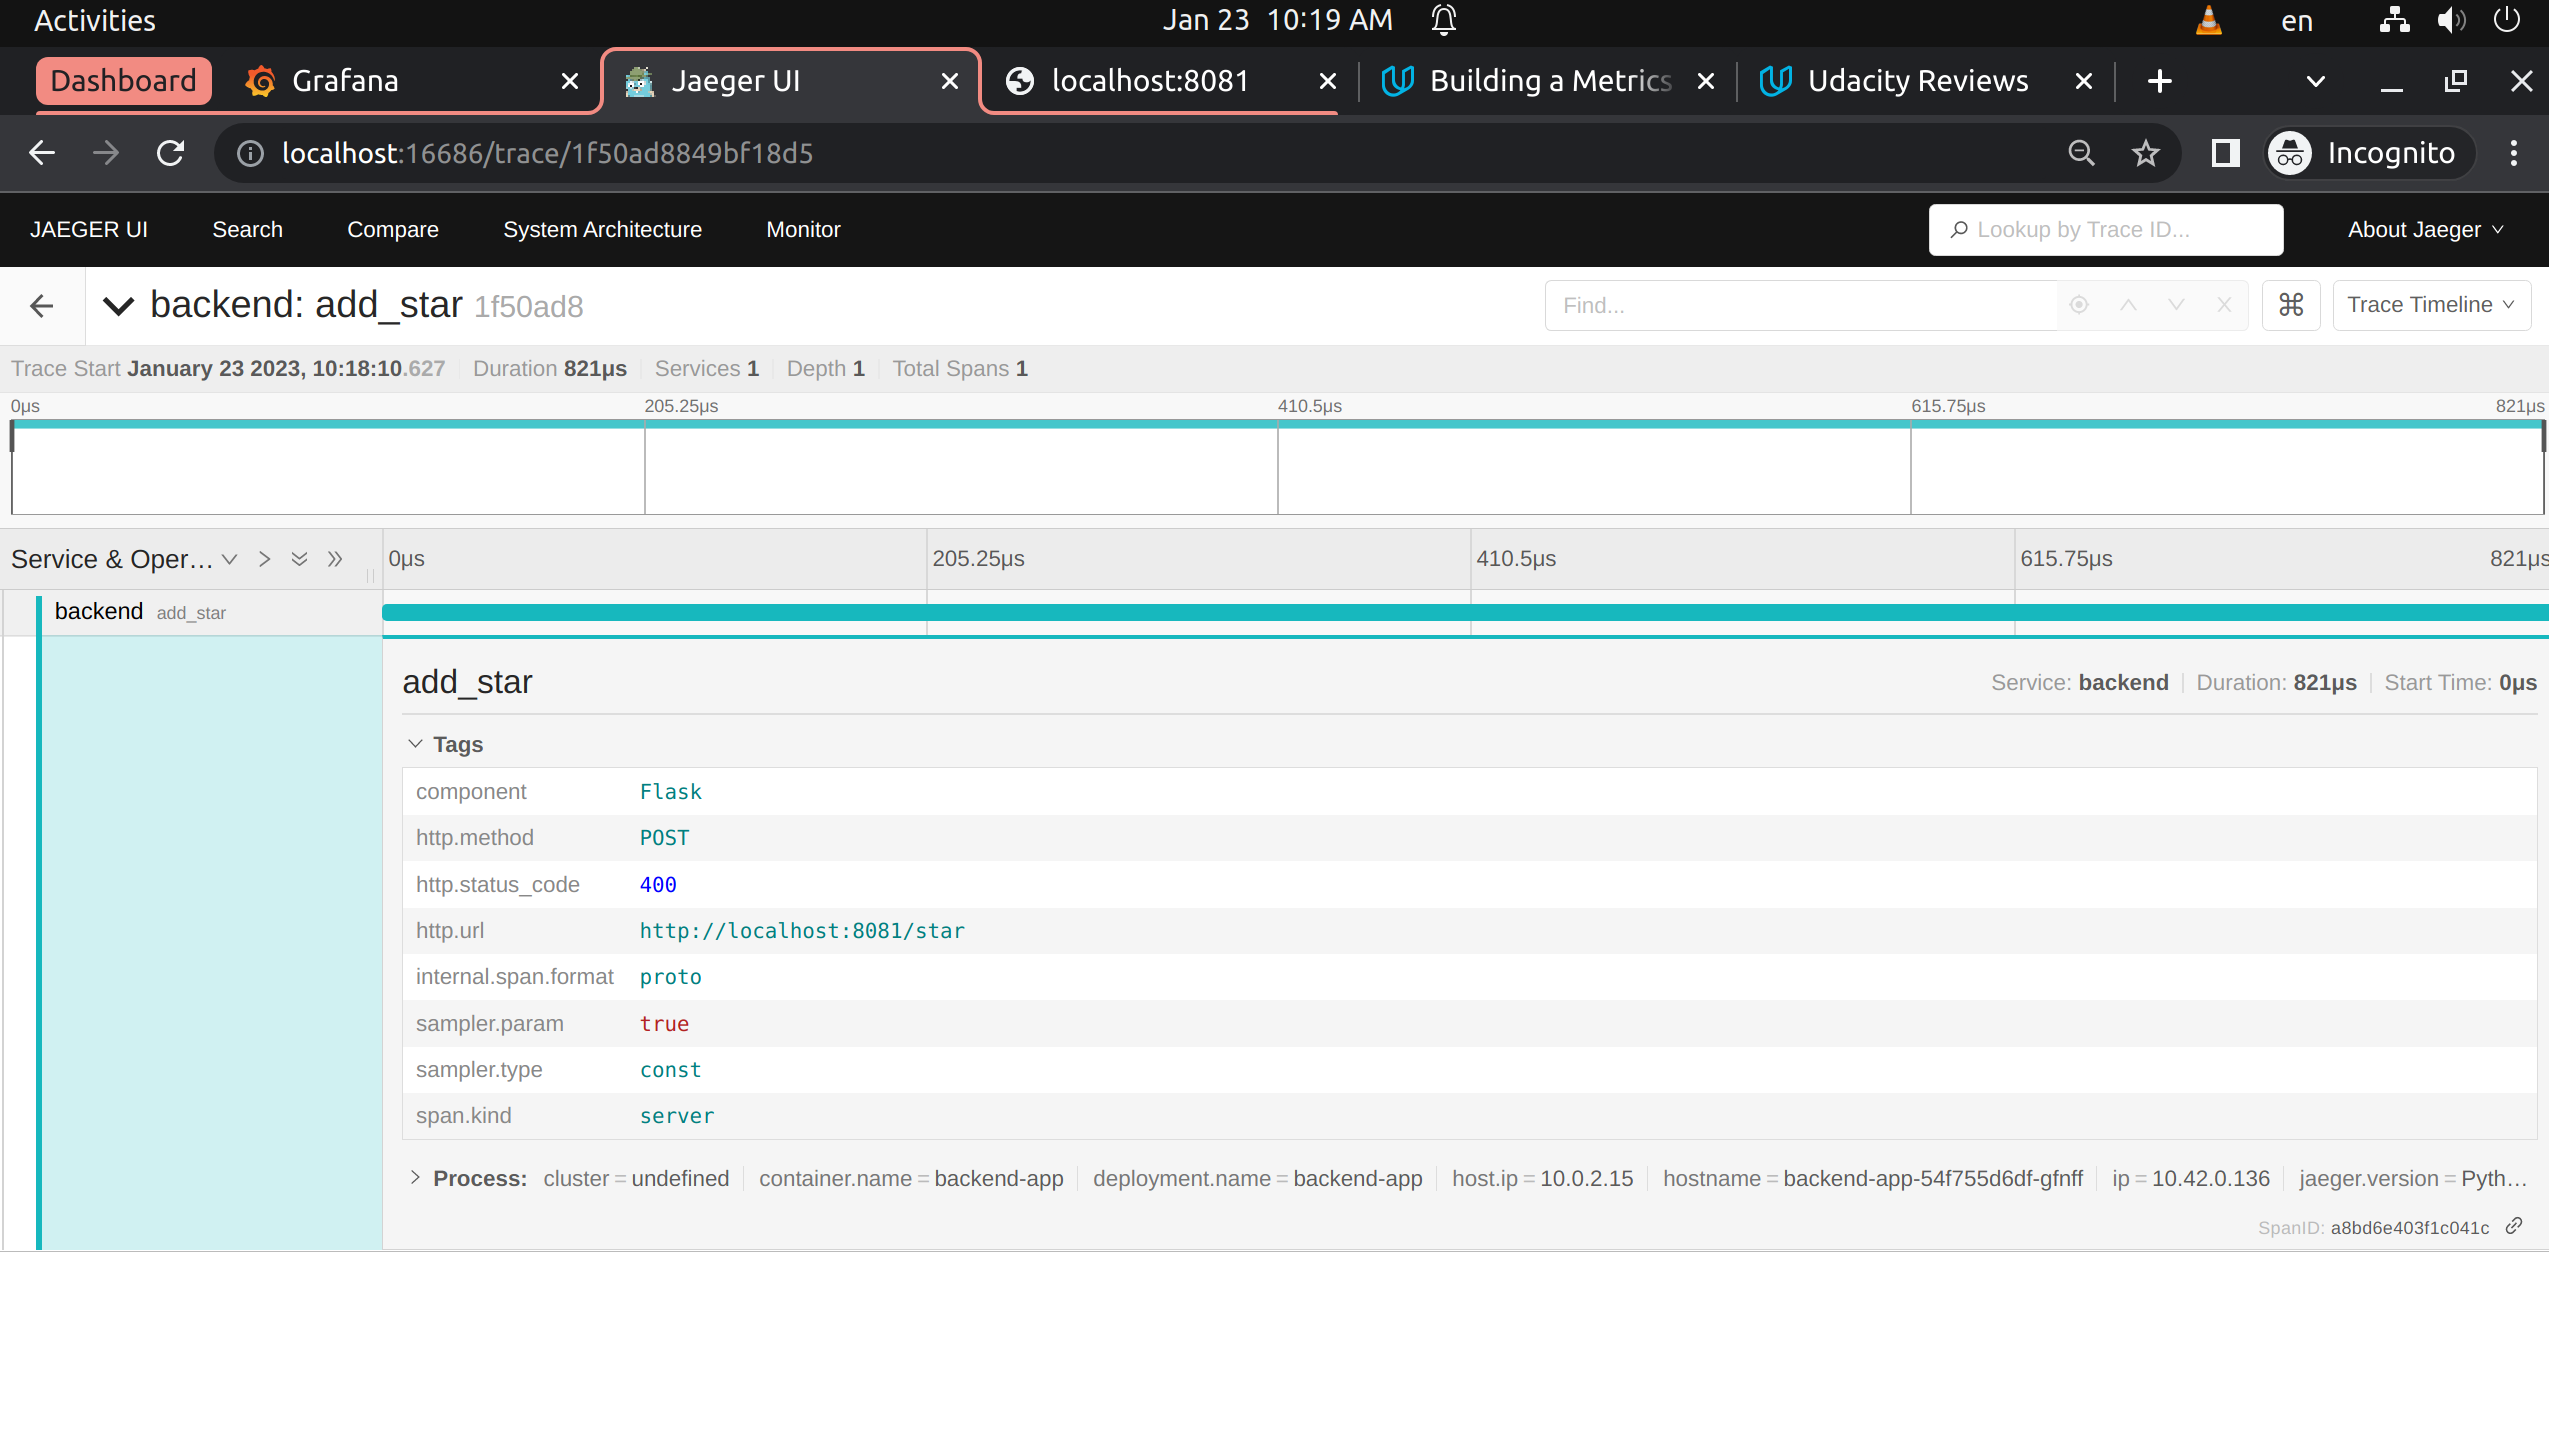 Activities Jan 23 10:19 AM en
Dashboard Grafana Jaeger UI localhost:8081 Building a Metrics Udacity Reviews
localhost:16686/trace/1f50ad8849bf18d5 Incognito
JAEGER UI Search Compare System Architecture Monitor Lookup by Trace ID... About Jaeger
backend: add_star 1f50ad8 Find... Trace Timeline
Trace Start January 23 2023, 10:18:10.627 Duration 821μs Services 1 Depth 1 Total Spans 1
0μs 205.25μs 410.5μs 615.75μs 821μs
Service & Oper... 0μs 205.25μs 410.5μs 615.75μs 821μs
backend add_star
add_star Service: backend Duration: 821μs Start Time: 0μs
Tags
component Flask
http.method POST
http.status_code 400
http.url http://localhost:8081/star
internal.span.format proto
sampler.param true
sampler.type const
span.kind server
Process: cluster = undefined container.name = backend-app deployment.name = backend-app host.ip = 10.0.2.15 hostname = backend-app-54f755d6df-gfnff ip = 10.42.0.136 jaeger.version = Pyth...
SpanID: a8bd6e403f1c041c